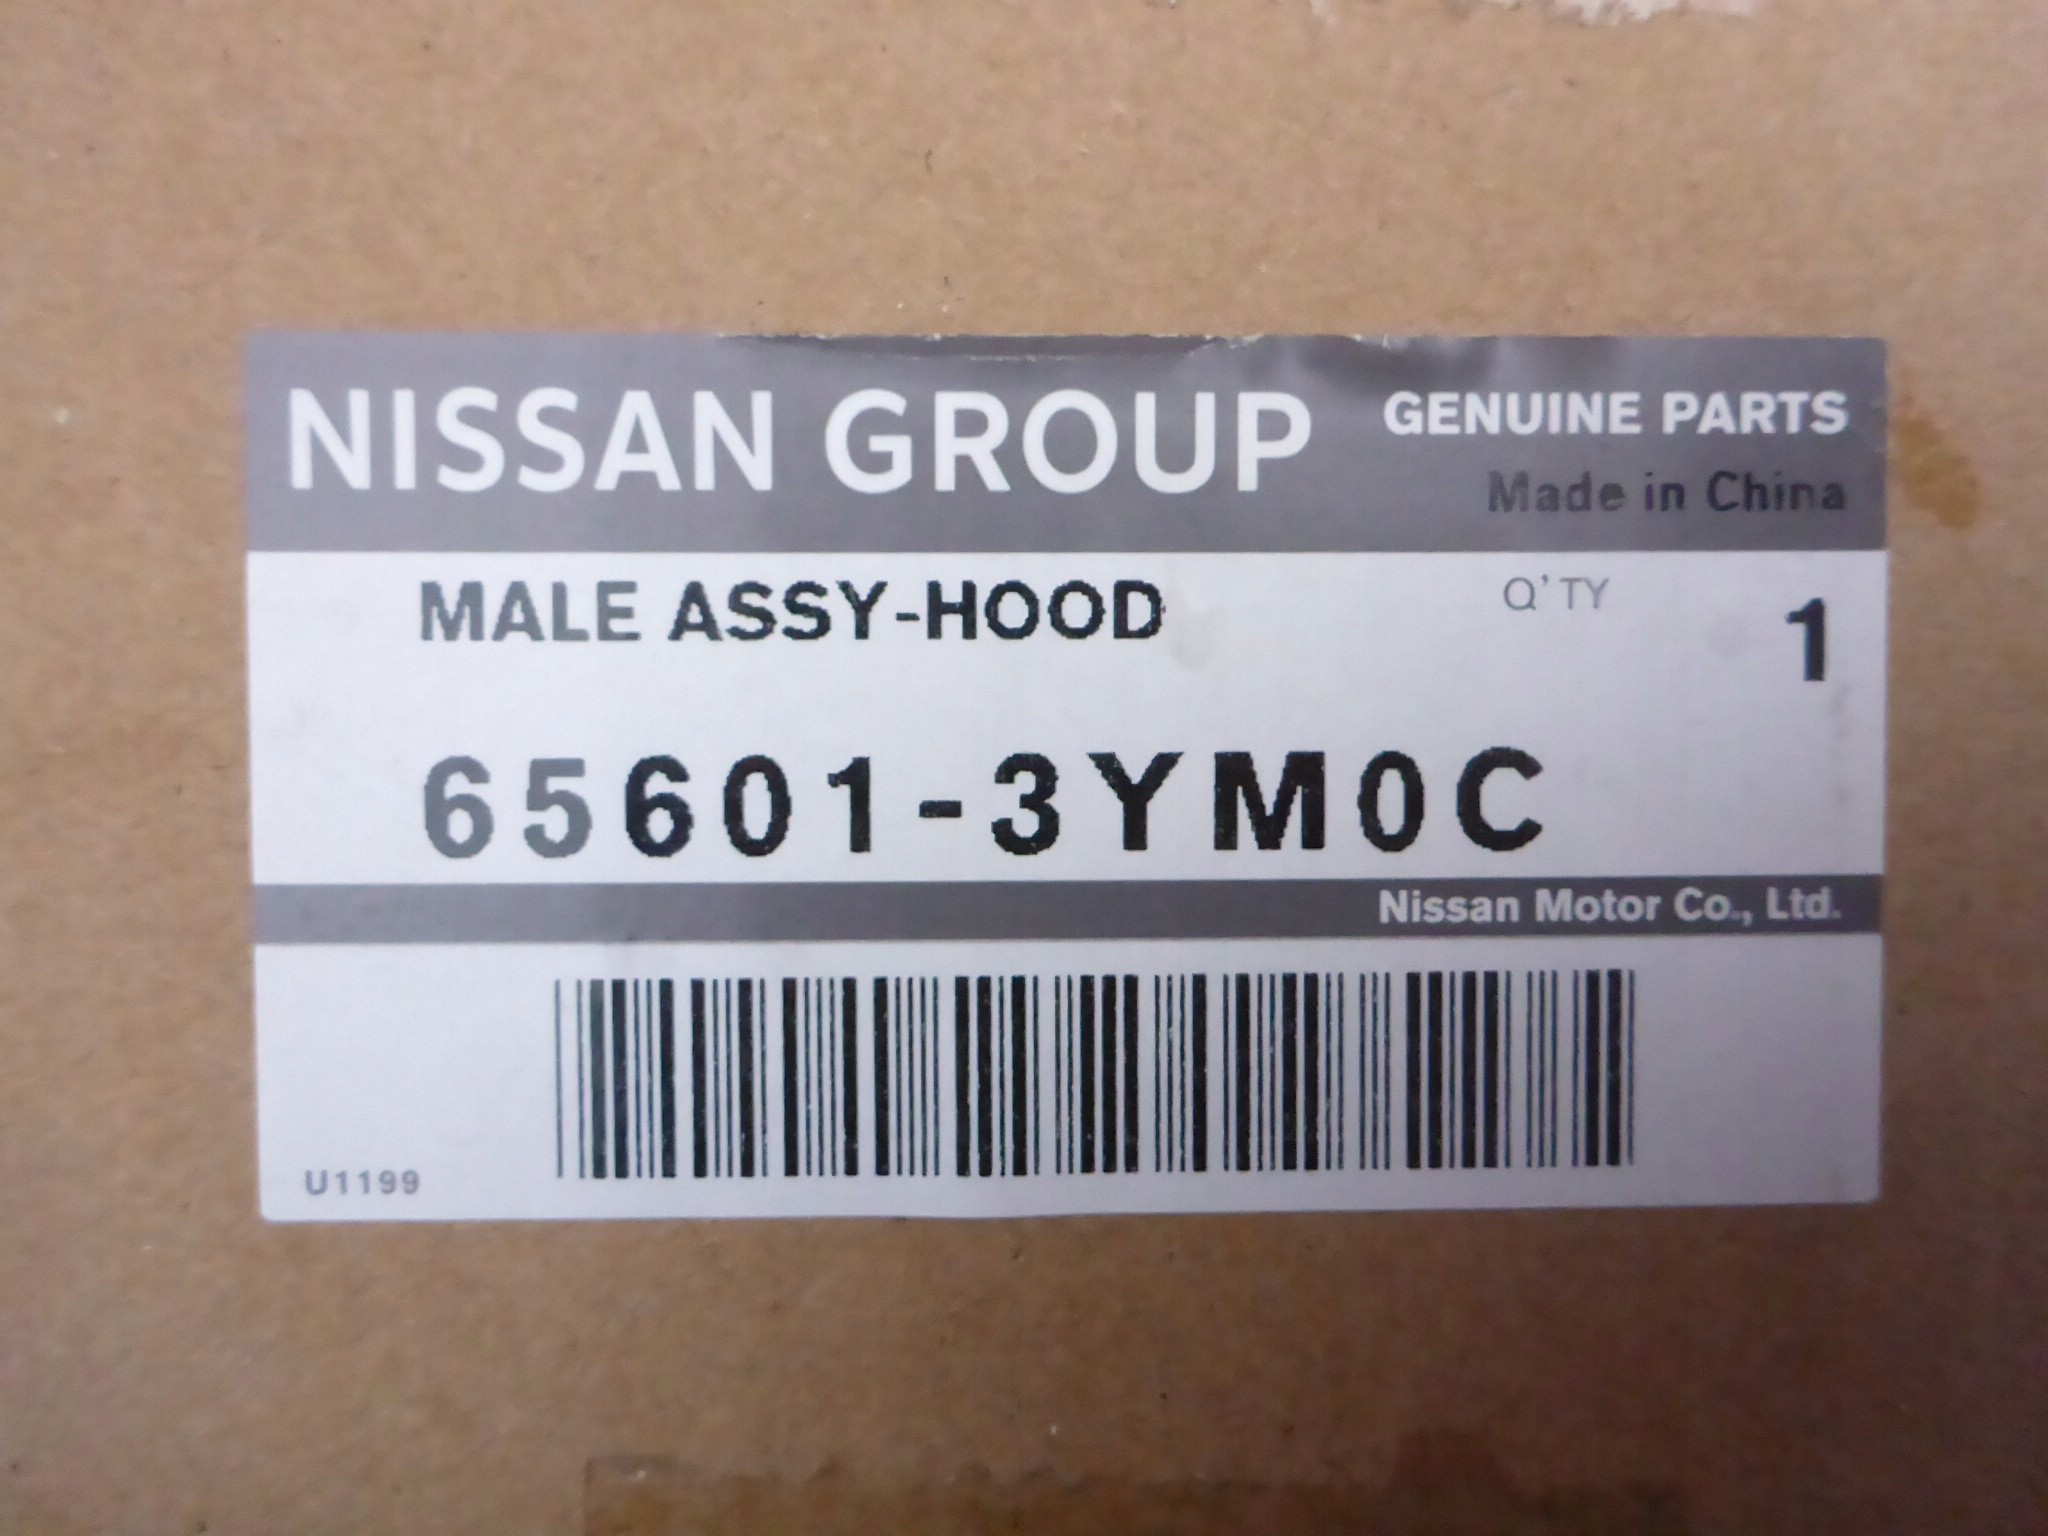 NISSAN GROUP GENUINE PARTS
Made in China
MALE ASSY-HOOD Q'TY 1
65601-3YM0C
Nissan Motor Co., Ltd.
U1199